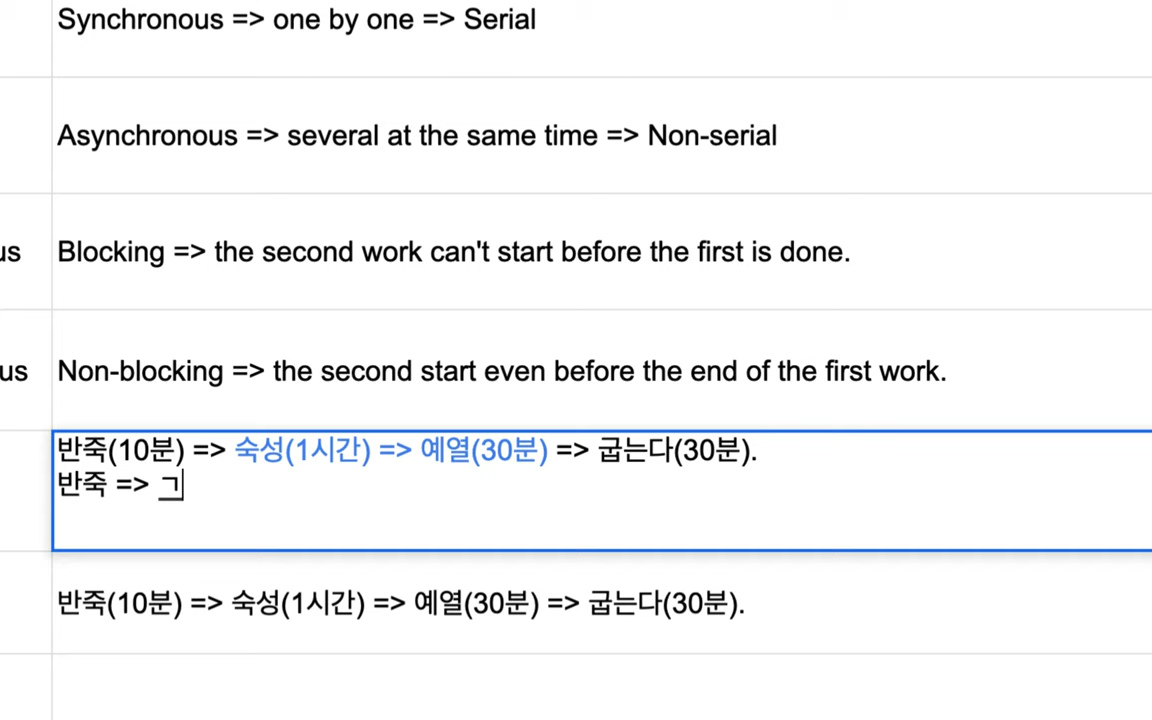 Synchronous => one by one => Serial
Asynchronous => several at the same time => Non-serial
us Blocking => the second work can't start before the first is done.
us Non-blocking => the second start even before the end of the first work.
반죽(10분) => 숙성(1시간) => 예열(30분) => 굽는다(30분).
반죽 => ㄱ
반죽(10분) => 숙성(1시간) => 예열(30분) => 굽는다(30분).